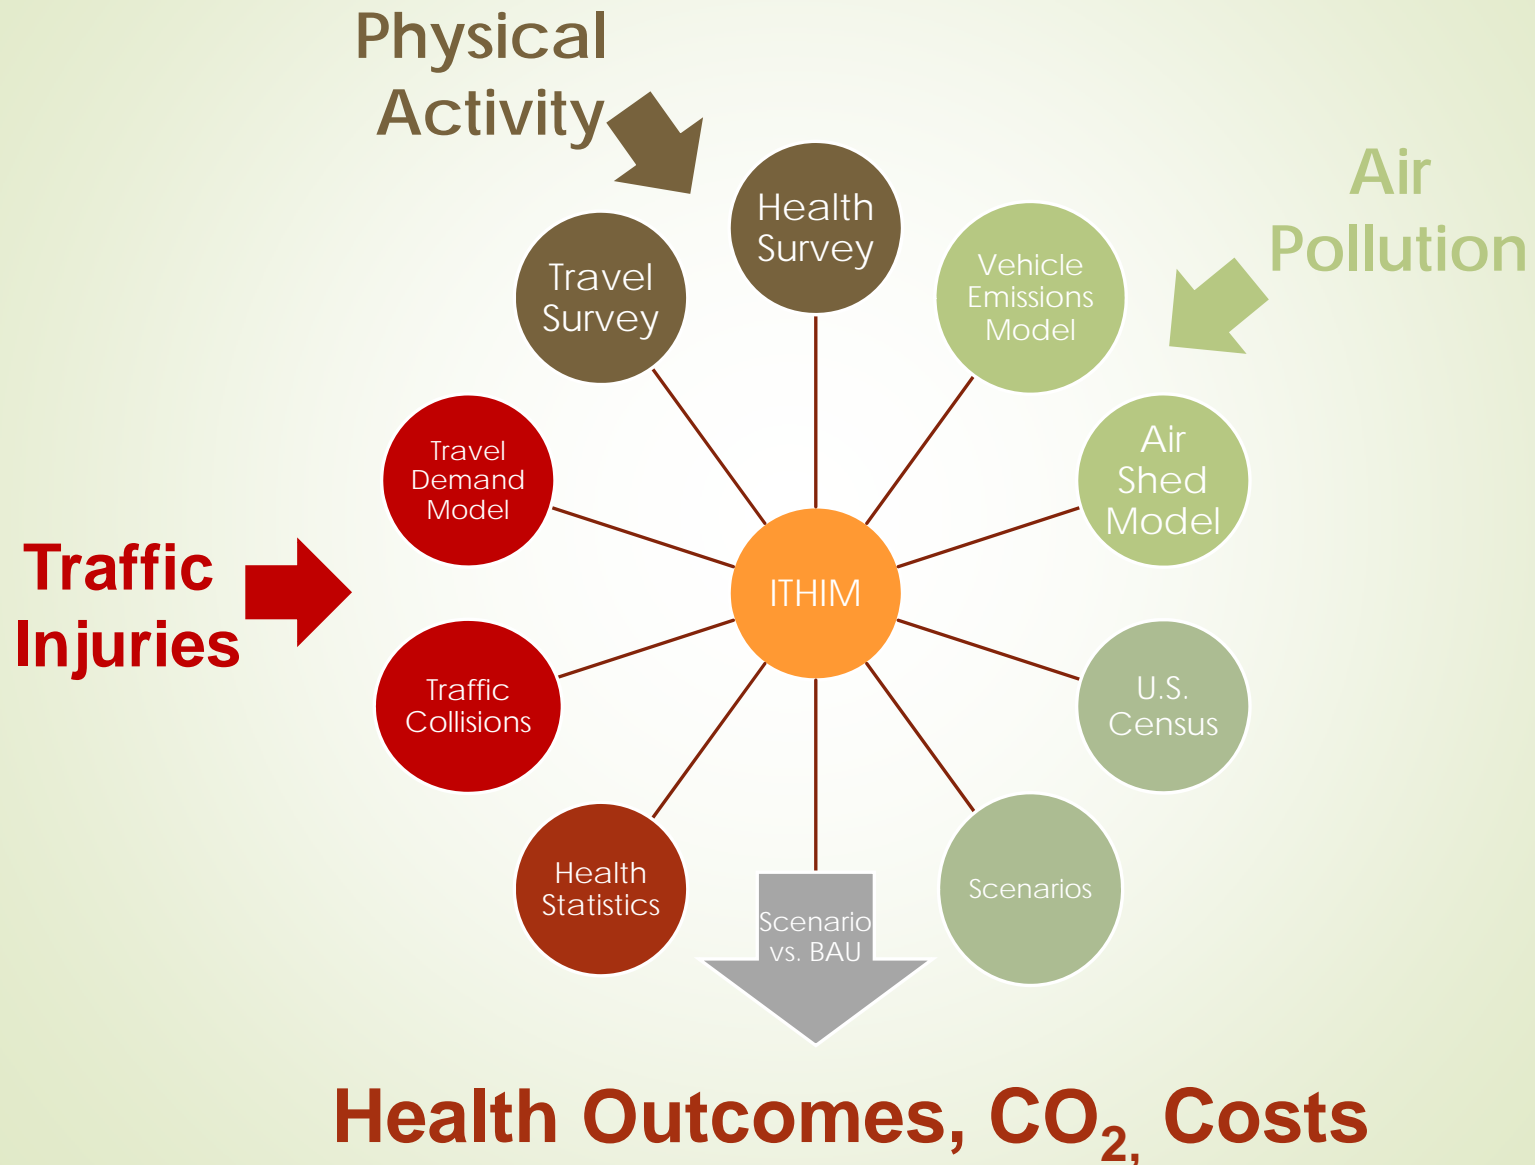 Physical
Activity
Air
Pollution
Health
Survey
Vehicle
Emissions
Model
Travel
Survey
Air
Shed
Model
Travel
Demand
Model
ITHIM
Traffic
Injuries
Traffic
Collisions
U.S.
Census
Health
Statistics
Scenario
vs. BAU
Scenarios
Health Outcomes, CO₂, Costs